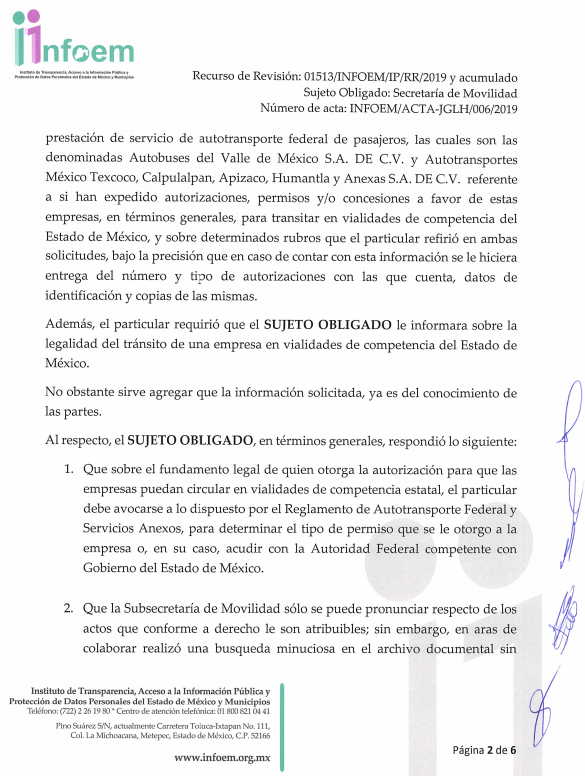 infoem
Instituto de Transparencia, Acceso a la Información Pública y
Protección de Datos Personales del Estado de México y Municipios
Recurso de Revisión: 01513/INFOEM/IP/RR/2019 y acumulado
Sujeto Obligado: Secretaría de Movilidad
Número de acta: INFOEM/ACTA-JGLH/006/2019
prestación de servicio de autotransporte federal de pasajeros, las cuales son las
denominadas Autobuses del Valle de México S.A. DE C.V. y Autotransportes
México Texcoco, Calpulalpan, Apizaco, Humantla y Anexas S.A. DE C.V. referente
a si han expedido autorizaciones, permisos y/o concesiones a favor de estas
empresas, en términos generales, para transitar en vialidades de competencia del
Estado de México, y sobre determinados rubros que el particular refirió en ambas
solicitudes, bajo la precisión que en caso de contar con esta información se le hiciera
entrega del número y tipo de autorizaciones con las que cuenta, datos de
identificación y copias de las mismas.
Además, el particular requirió que el SUJETO OBLIGADO le informara sobre la
legalidad del tránsito de una empresa en vialidades de competencia del Estado de
México.
No obstante sirve agregar que la información solicitada, ya es del conocimiento de
las partes.
Al respecto, el SUJETO OBLIGADO, en términos generales, respondió lo siguiente:
1. Que sobre el fundamento legal de quien otorga la autorización para que las
empresas puedan circular en vialidades de competencia estatal, el particular
debe avocarse a lo dispuesto por el Reglamento de Autotransporte Federal y
Servicios Anexos, para determinar el tipo de permiso que se le otorgo a la
empresa o, en su caso, acudir con la Autoridad Federal competente con
Gobierno del Estado de México.
2. Que la Subsecretaría de Movilidad sólo se puede pronunciar respecto de los
actos que conforme a derecho le son atribuibles; sin embargo, en aras de
colaborar realizó una busqueda minuciosa en el archivo documental sin
Instituto de Transparencia, Acceso a la Información Pública y
Protección de Datos Personales del Estado de México y Municipios
Teléfono: (722) 2 26 19 80 * Centro de atención telefónica: 01 800 821 04 41
Pino Suárez S/N, actualmente Carretera Toluca-Ixtapan No. 111,
Col. La Michoacana, Metepec, Estado de México, C.P. 52166
www.infoem.org.mx
Página 2 de 6